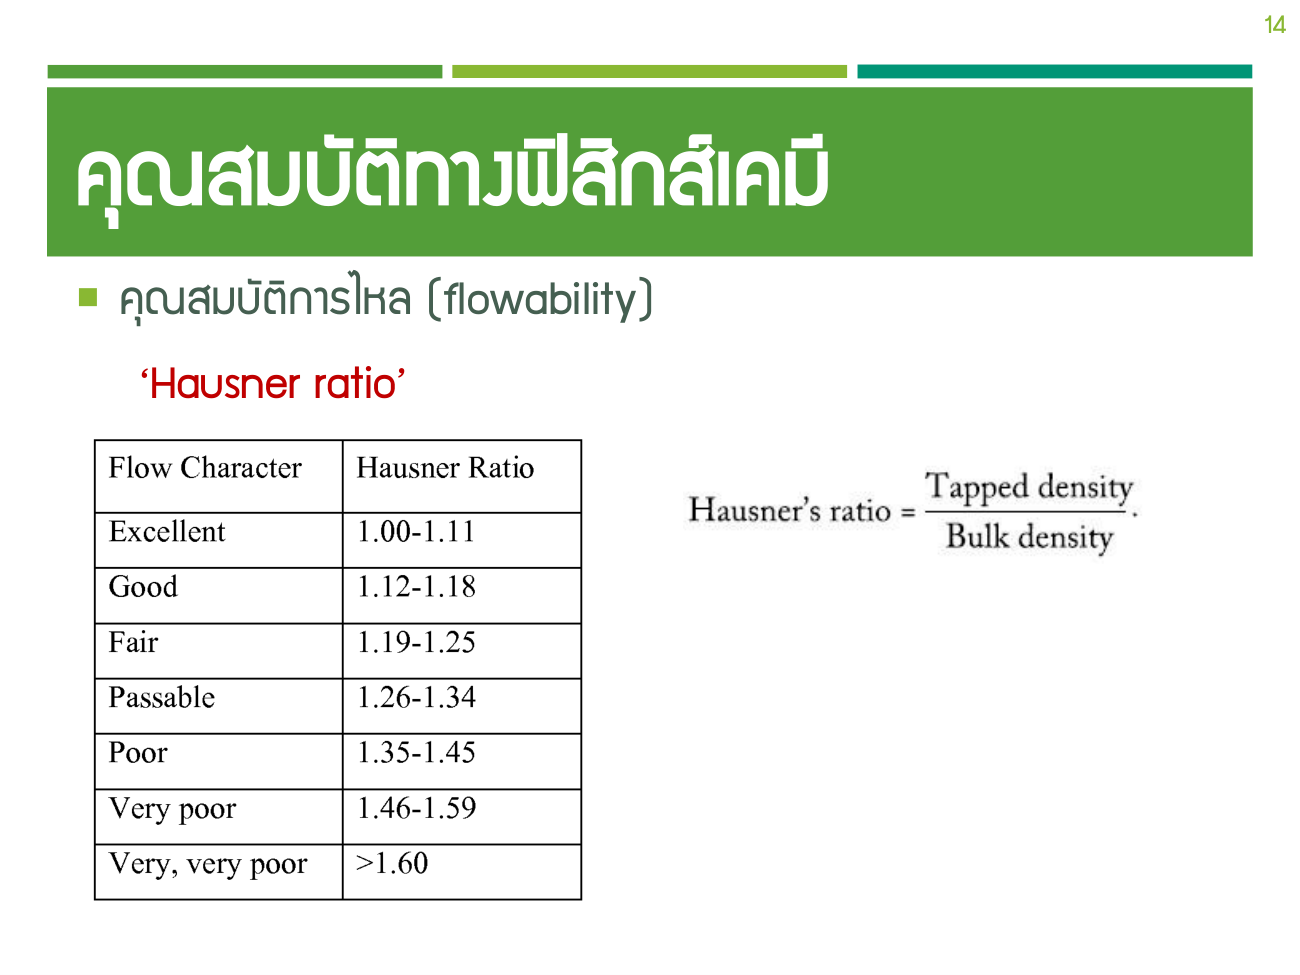 14
คุณสมบัติทางฟิสิกส์เคมี
คุณสมบัติการไหล (flowability)
‘Hausner ratio’
Flow Character Hausner Ratio
Excellent 1.00-1.11
Good 1.12-1.18
Fair 1.19-1.25
Passable 1.26-1.34
Poor 1.35-1.45
Very poor 1.46-1.59
Very, very poor >1.60
Tapped density
Hausner’s ratio = .
Bulk density